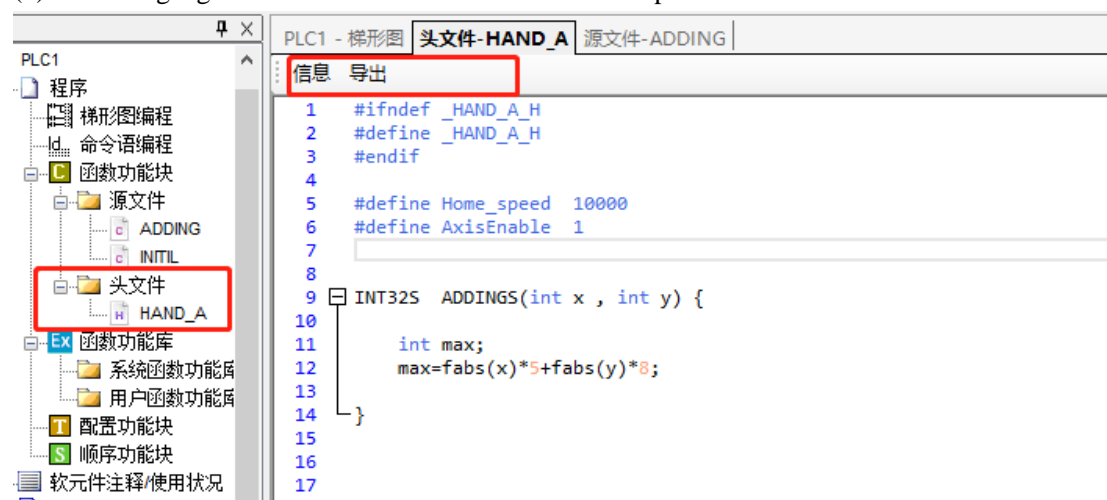 PLC1
程序
梯形图编程
命令语编程
函数功能块
源文件
ADDING
INITIL
头文件
HAND_A
函数功能库
系统函数功能库
用户函数功能库
配置功能块
顺序功能块
软元件注释/使用状况
PLC1 - 梯形图 头文件-HAND_A 源文件-ADDING
信息 导出
1 #ifndef _HAND_A_H
2 #define _HAND_A_H
3 #endif
4
5 #define Home_speed 10000
6 #define AxisEnable 1
7
8
9 INT32S ADDINGS(int x , int y) {
10
11 int max;
12 max=fabs(x)*5+fabs(y)*8;
13
14 }
15
16
17